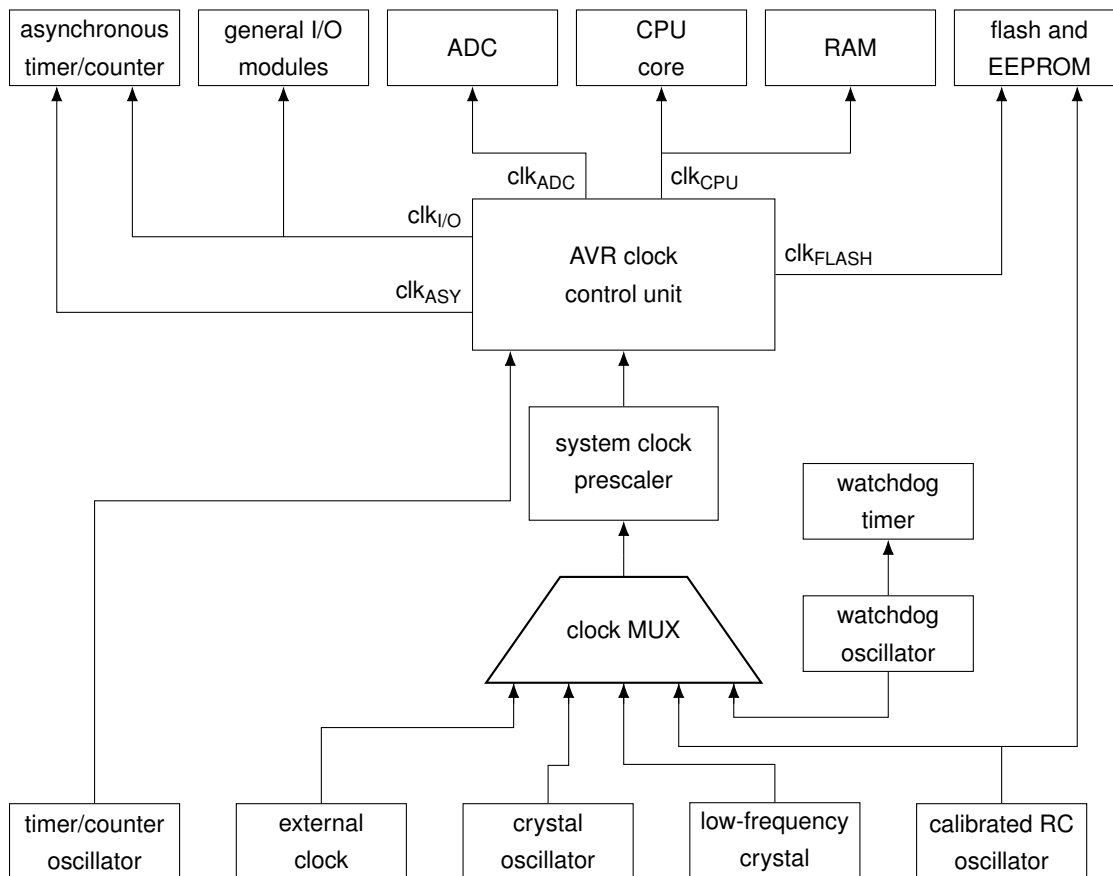 asynchronous
timer/counter
general I/O
modules
ADC
CPU
core
RAM
flash and
EEPROM
clkADC
clkCPU
clkI/O
clkFLASH
clkASY
AVR clock
control unit
system clock
prescaler
watchdog
timer
clock MUX
watchdog
oscillator
timer/counter
oscillator
external
clock
crystal
oscillator
low-frequency
crystal
calibrated RC
oscillator